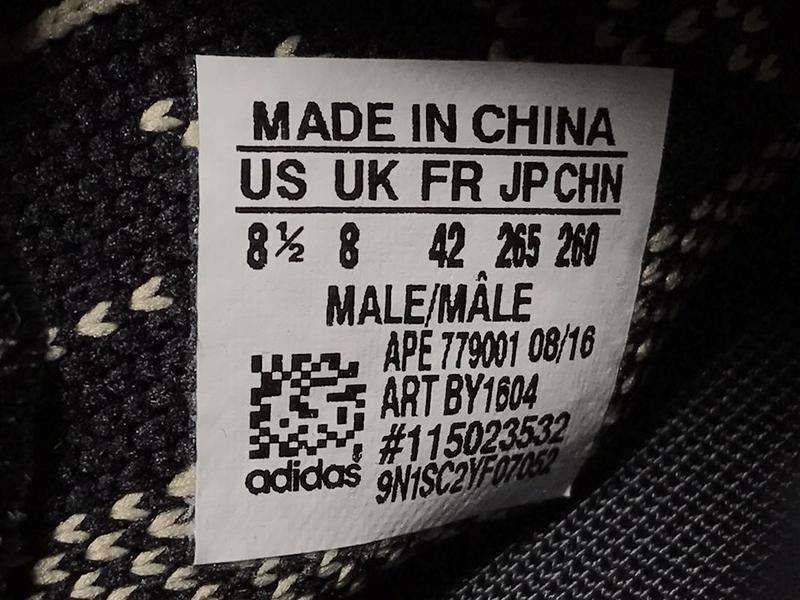 MADE IN CHINA
US UK FR JP CHN
8½ 8 42 265 260
MALE/MÂLE
APE 779001 08/16
ART BY1604
#115023532
9N1SC2YF07052
adidas